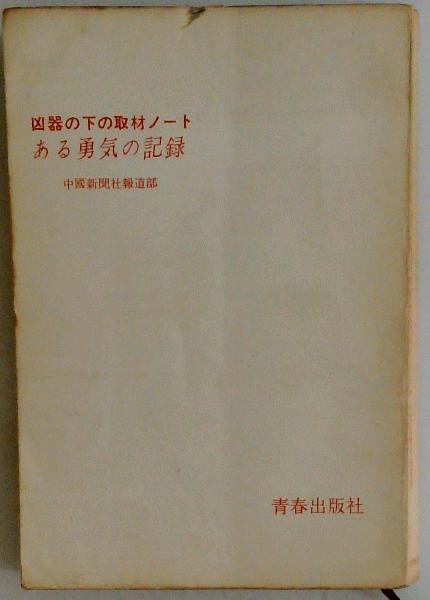 凶器の下の取材ノート
ある勇気の記録
中國新聞社報道部
青春出版社